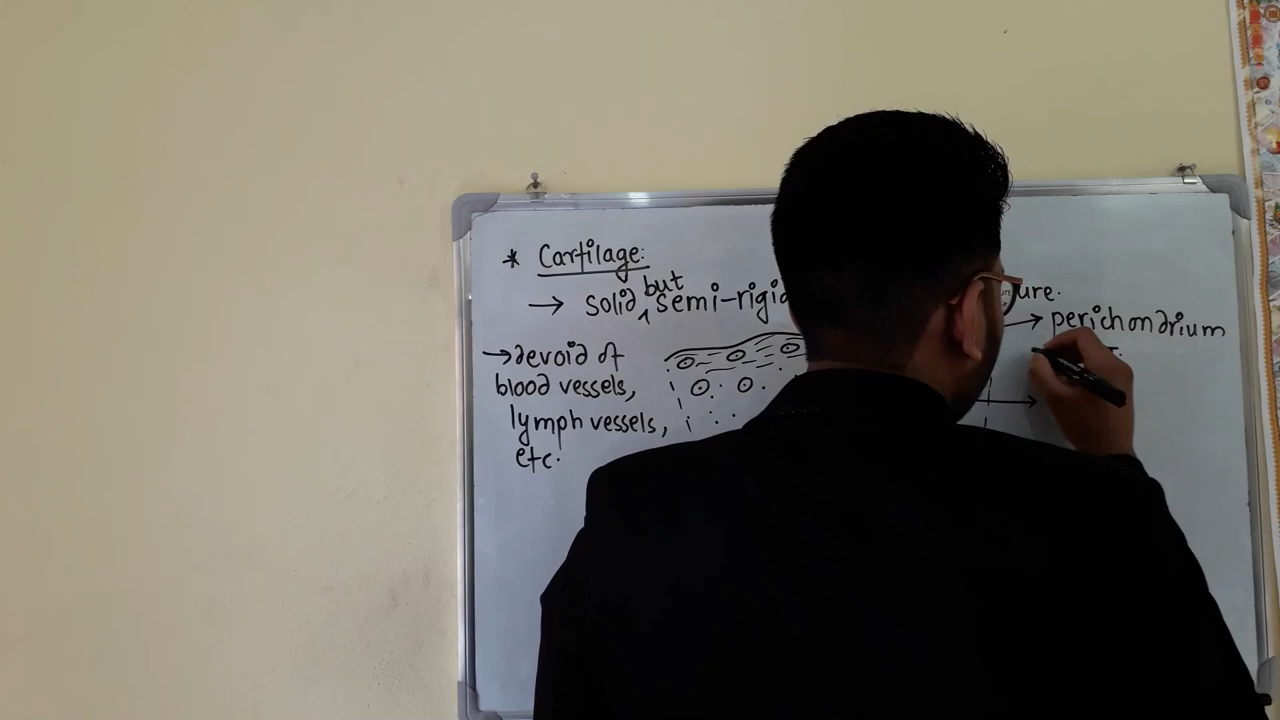 * Cartilage:
→ solid but semi-rigid
ure.
→ perichondrium
→ devoid of
blood vessels,
lymph vessels,
etc.